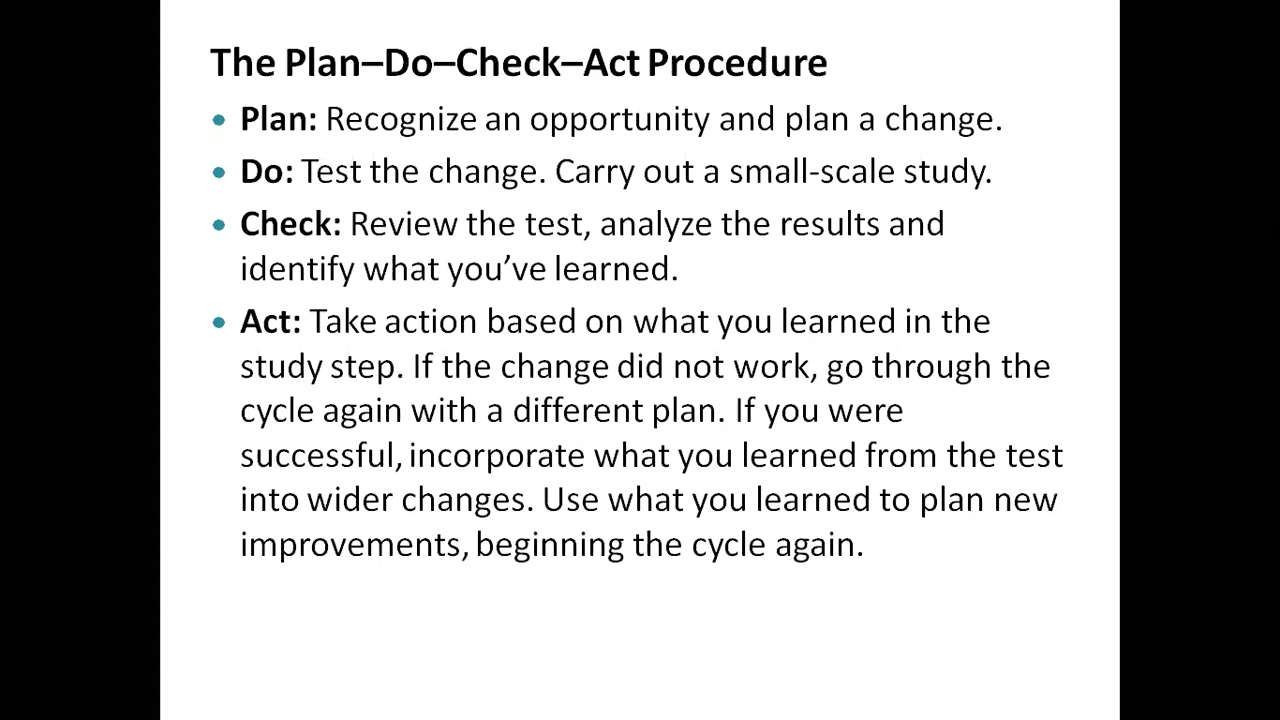 The Plan–Do–Check–Act Procedure
• Plan: Recognize an opportunity and plan a change.
• Do: Test the change. Carry out a small-scale study.
• Check: Review the test, analyze the results and
identify what you’ve learned.
• Act: Take action based on what you learned in the
study step. If the change did not work, go through the
cycle again with a different plan. If you were
successful, incorporate what you learned from the test
into wider changes. Use what you learned to plan new
improvements, beginning the cycle again.